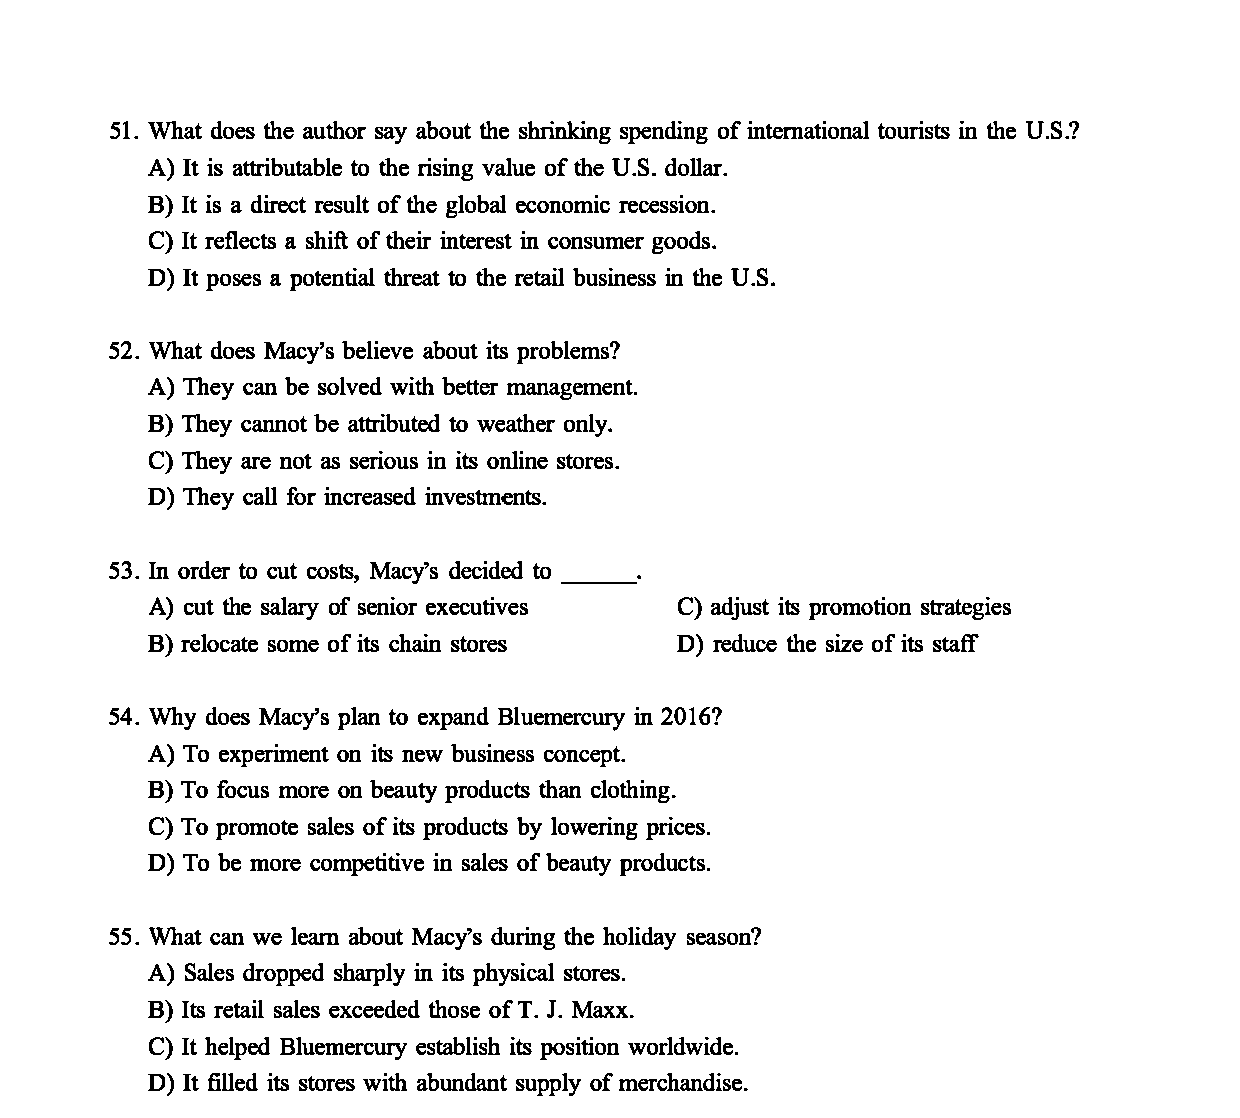 51. What does the author say about the shrinking spending of international tourists in the U.S.?
A) It is attributable to the rising value of the U.S. dollar.
B) It is a direct result of the global economic recession.
C) It reflects a shift of their interest in consumer goods.
D) It poses a potential threat to the retail business in the U.S.
52. What does Macy's believe about its problems?
A) They can be solved with better management.
B) They cannot be attributed to weather only.
C) They are not as serious in its online stores.
D) They call for increased investments.
53. In order to cut costs, Macy's decided to ______.
A) cut the salary of senior executives C) adjust its promotion strategies
B) relocate some of its chain stores D) reduce the size of its staff
54. Why does Macy's plan to expand Bluemercury in 2016?
A) To experiment on its new business concept.
B) To focus more on beauty products than clothing.
C) To promote sales of its products by lowering prices.
D) To be more competitive in sales of beauty products.
55. What can we learn about Macy's during the holiday season?
A) Sales dropped sharply in its physical stores.
B) Its retail sales exceeded those of T. J. Maxx.
C) It helped Bluemercury establish its position worldwide.
D) It filled its stores with abundant supply of merchandise.